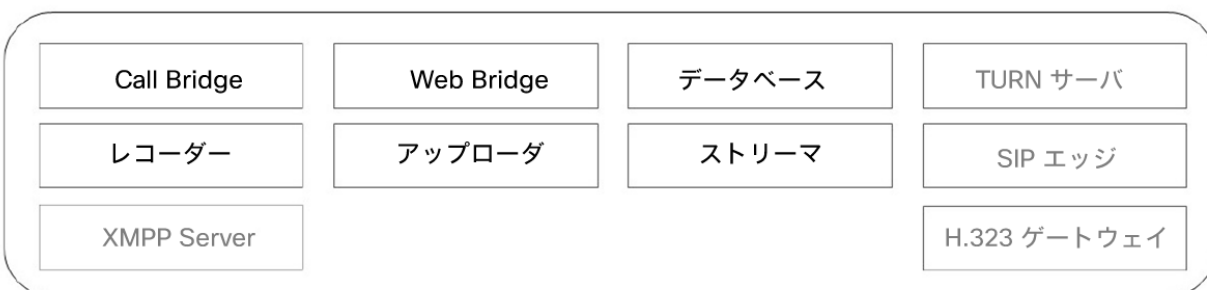 Call Bridge
Web Bridge
データベース
TURN サーバ
レコーダー
アップローダ
ストリーマ
SIP エッジ
XMPP Server
H.323 ゲートウェイ